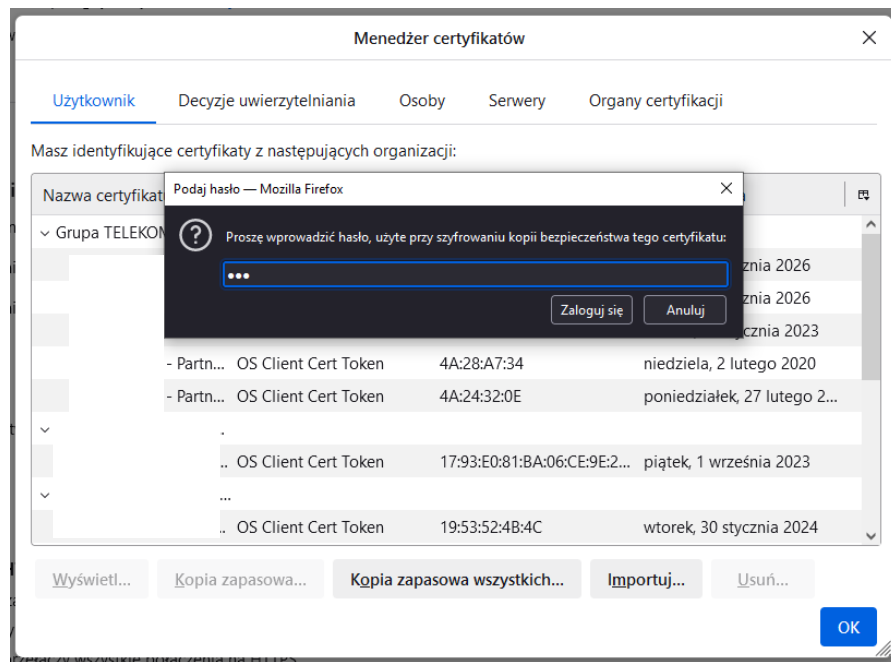 Menedżer certyfikatów
Użytkownik Decyzje uwierzytelniania Osoby Serwery Organy certyfikacji
Masz identyfikujące certyfikaty z następujących organizacji:
Nazwa certyfikat
Podaj hasło — Mozilla Firefox
Proszę wprowadzić hasło, użyte przy szyfrowaniu kopii bezpieczeństwa tego certyfikatu:
•••
Zaloguj się Anuluj
Grupa TELEKOM
znia 2026
znia 2026
cznia 2023
- Partn... OS Client Cert Token 4A:28:A7:34 niedziela, 2 lutego 2020
- Partn... OS Client Cert Token 4A:24:32:0E poniedziałek, 27 lutego 2...
.
.. OS Client Cert Token 17:93:E0:81:BA:06:CE:9E:2... piątek, 1 września 2023
...
. OS Client Cert Token 19:53:52:4B:4C wtorek, 30 stycznia 2024
Wyświetl... Kopia zapasowa... Kopia zapasowa wszystkich... Importuj... Usuń...
OK